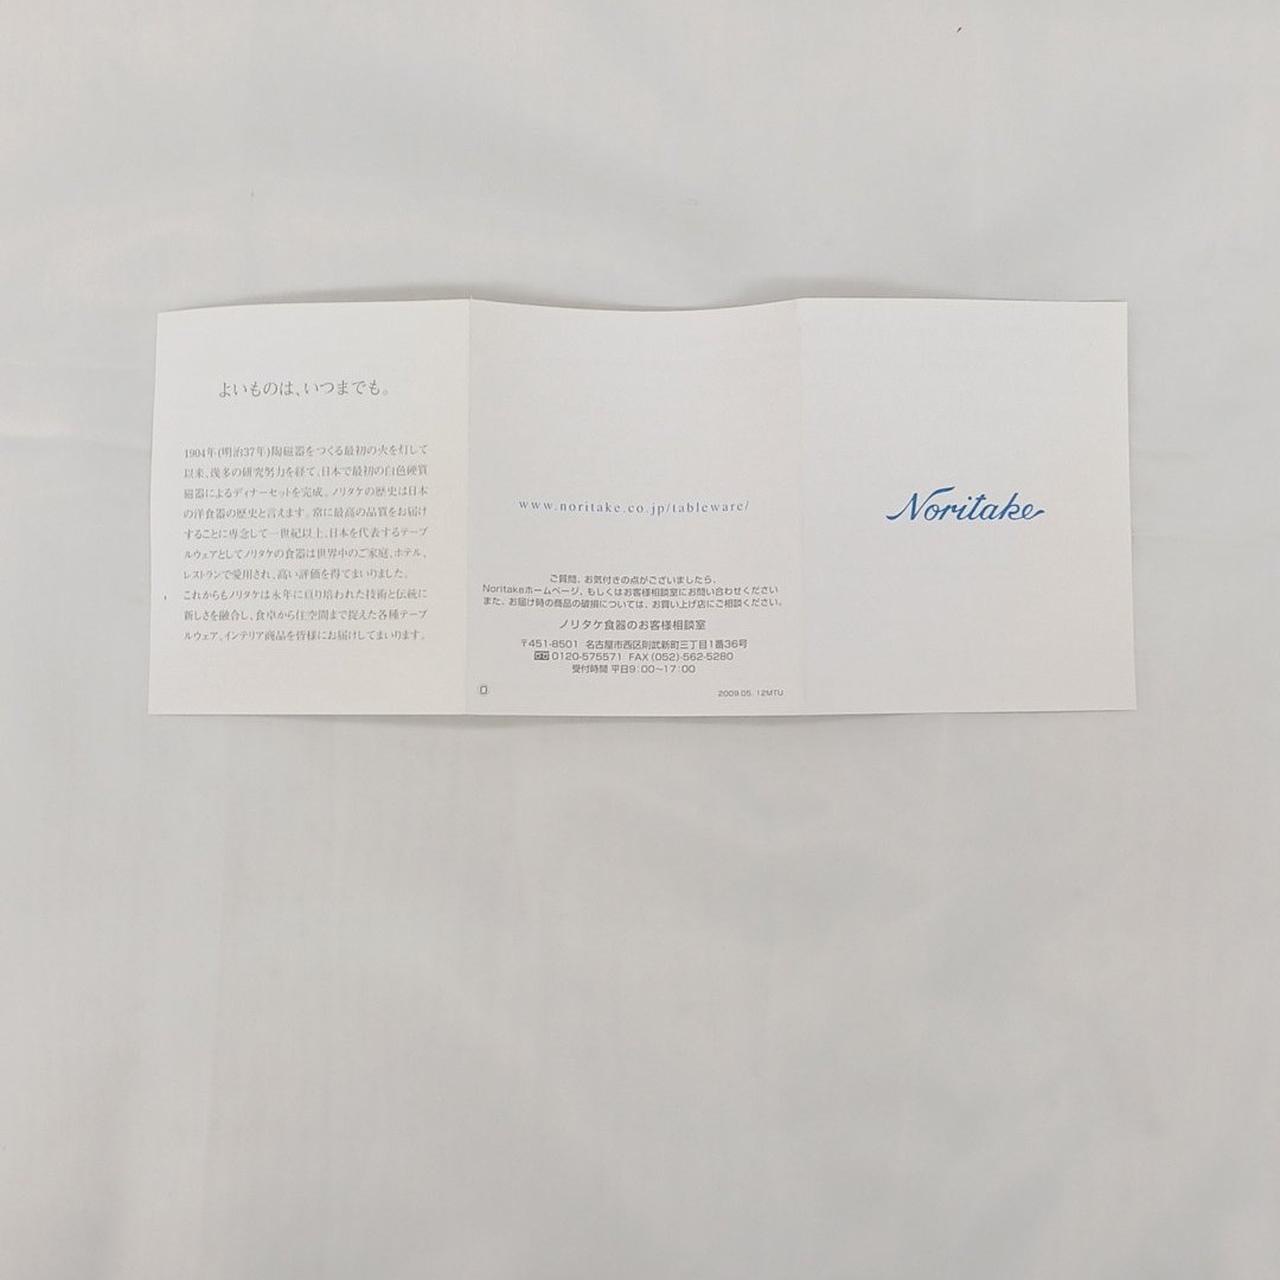 よいものは、いつまでも。
1904年(明治37年)陶磁器をつくる最初の火を灯して
以来、幾多の研究努力を経て、日本で最初の白色硬質
磁器によるディナーセットを完成。ノリタケの歴史は日本
の洋食器の歴史と言えます。常に最高の品質をお届け
することに専念して一世紀以上、日本を代表するテーブ
ルウェアとしてノリタケの食器は世界中のご家庭、ホテル、
レストランで愛用され、高い評価を得てまいりました。
これからもノリタケは永年に亘り培われた技術と伝統に
新しさを融合し、食卓から住空間まで捉えた各種テーブ
ルウェア、インテリア商品を皆様にお届けしてまいります。
www.noritake.co.jp/tableware/
ご質問、お気付きの点がございましたら、
Noritakeホームページ、もしくはお客様相談室にお問い合わせください
また、お届け時の商品の破損については、お買い上げ店にご相談ください。
ノリタケ食器のお客様相談室
〒451-8501 名古屋市西区則武新町三丁目1番36号
0120-575571 FAX (052)-562-5280
受付時間 平日9:00〜17:00
2009.05. 12MTU
Noritake